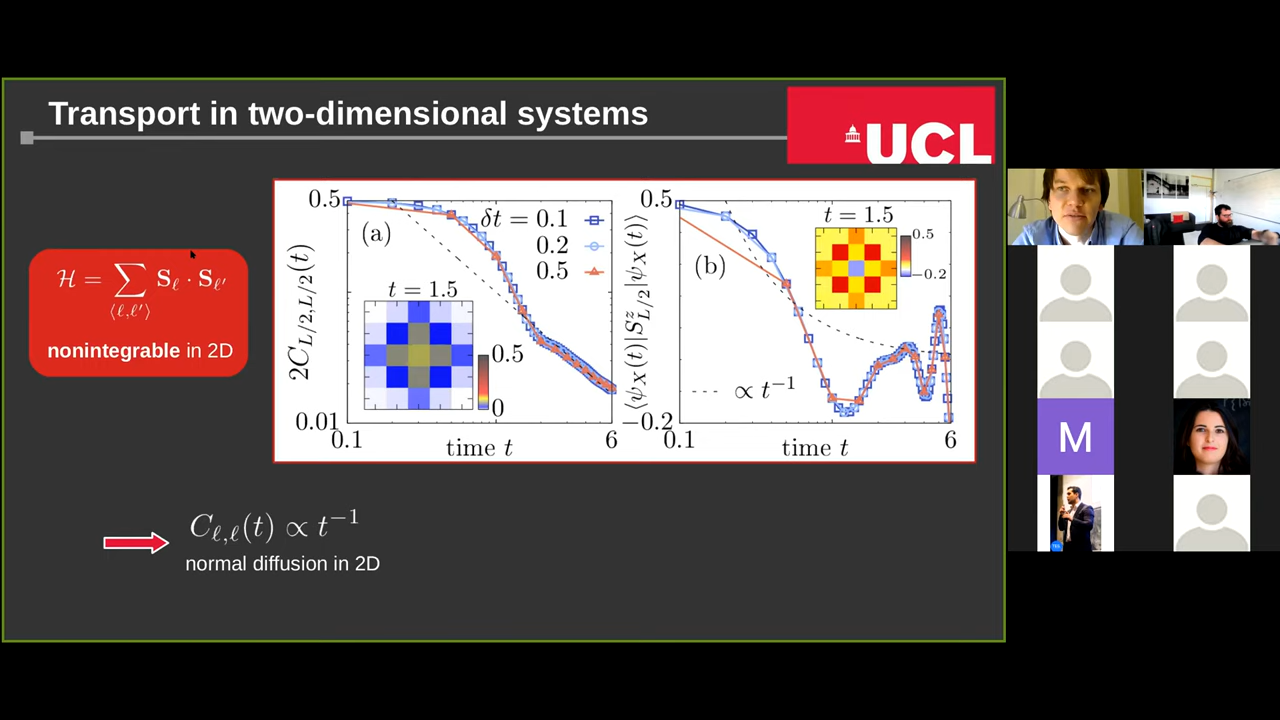 Transport in two-dimensional systems
UCL
H = ∑ S_ℓ · S_ℓ′
⟨ℓ,ℓ′⟩
nonintegrable in 2D
0.5
(a)
δt = 0.1
0.2
0.5
t = 1.5
0.5
0
2C_{L/2,L/2}(t)
0.01
0.1
6
time t
0.5
t = 1.5
0.5
−0.2
(b)
⟨ψ_X(t)|S^z_{L/2}|ψ_X(t)⟩
∝ t^{−1}
−0.2
0.1
6
time t
C_{ℓ,ℓ}(t) ∝ t^{−1}
normal diffusion in 2D
M